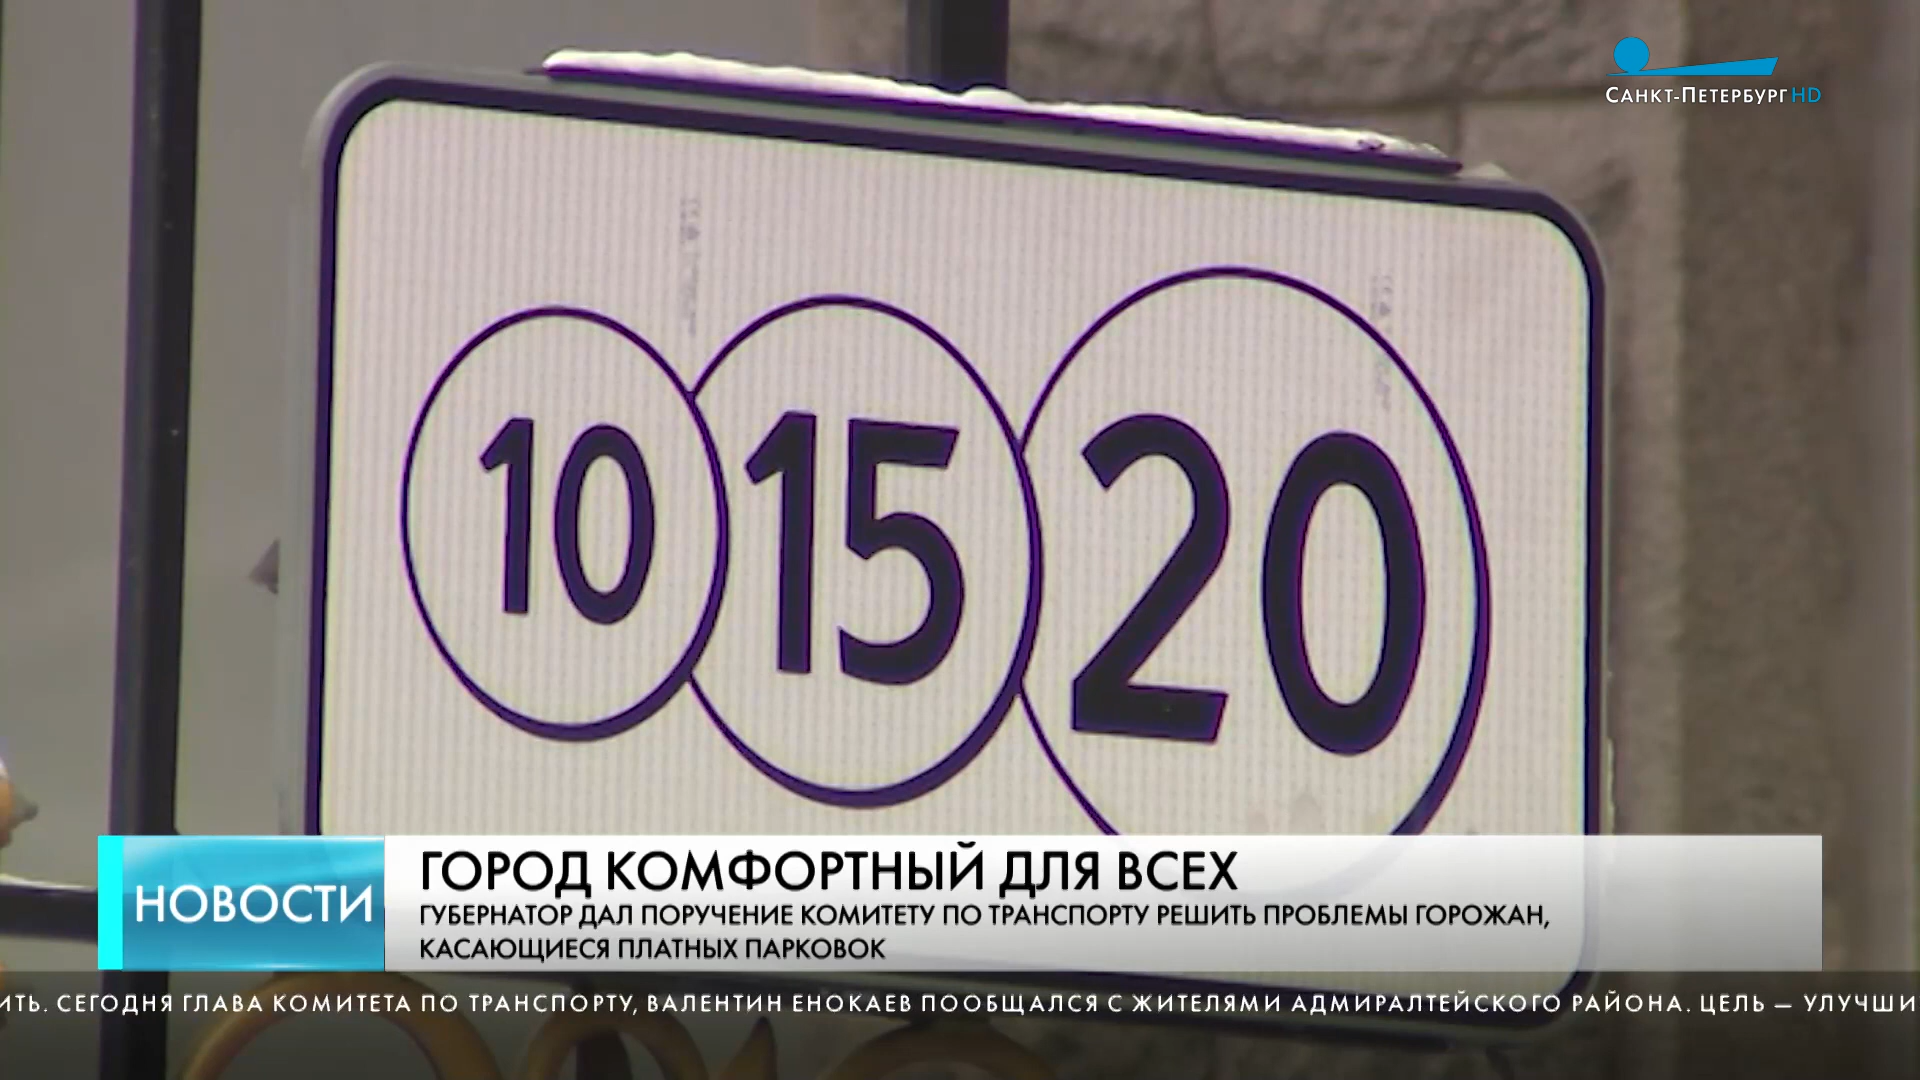 САНКТ-ПЕТЕРБУРГ HD
10 15 20
НОВОСТИ
ГОРОД КОМФОРТНЫЙ ДЛЯ ВСЕХ
ГУБЕРНАТОР ДАЛ ПОРУЧЕНИЕ КОМИТЕТУ ПО ТРАНСПОРТУ РЕШИТЬ ПРОБЛЕМЫ ГОРОЖАН,
КАСАЮЩИЕСЯ ПЛАТНЫХ ПАРКОВОК
ИТЬ. СЕГОДНЯ ГЛАВА КОМИТЕТА ПО ТРАНСПОРТУ, ВАЛЕНТИН ЕНОКАЕВ ПООБЩАЛСЯ С ЖИТЕЛЯМИ АДМИРАЛТЕЙСКОГО РАЙОНА. ЦЕЛЬ — УЛУЧШИ